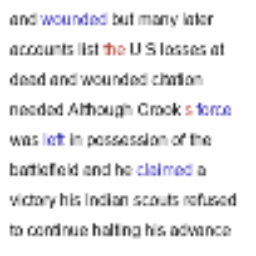 and wounded but many later
accounts list the U S losses at
dead and wounded citation
needed Although Crook s force
was left in possession of the
battlefield and he claimed a
victory his Indian scouts refused
to continue halting his advance